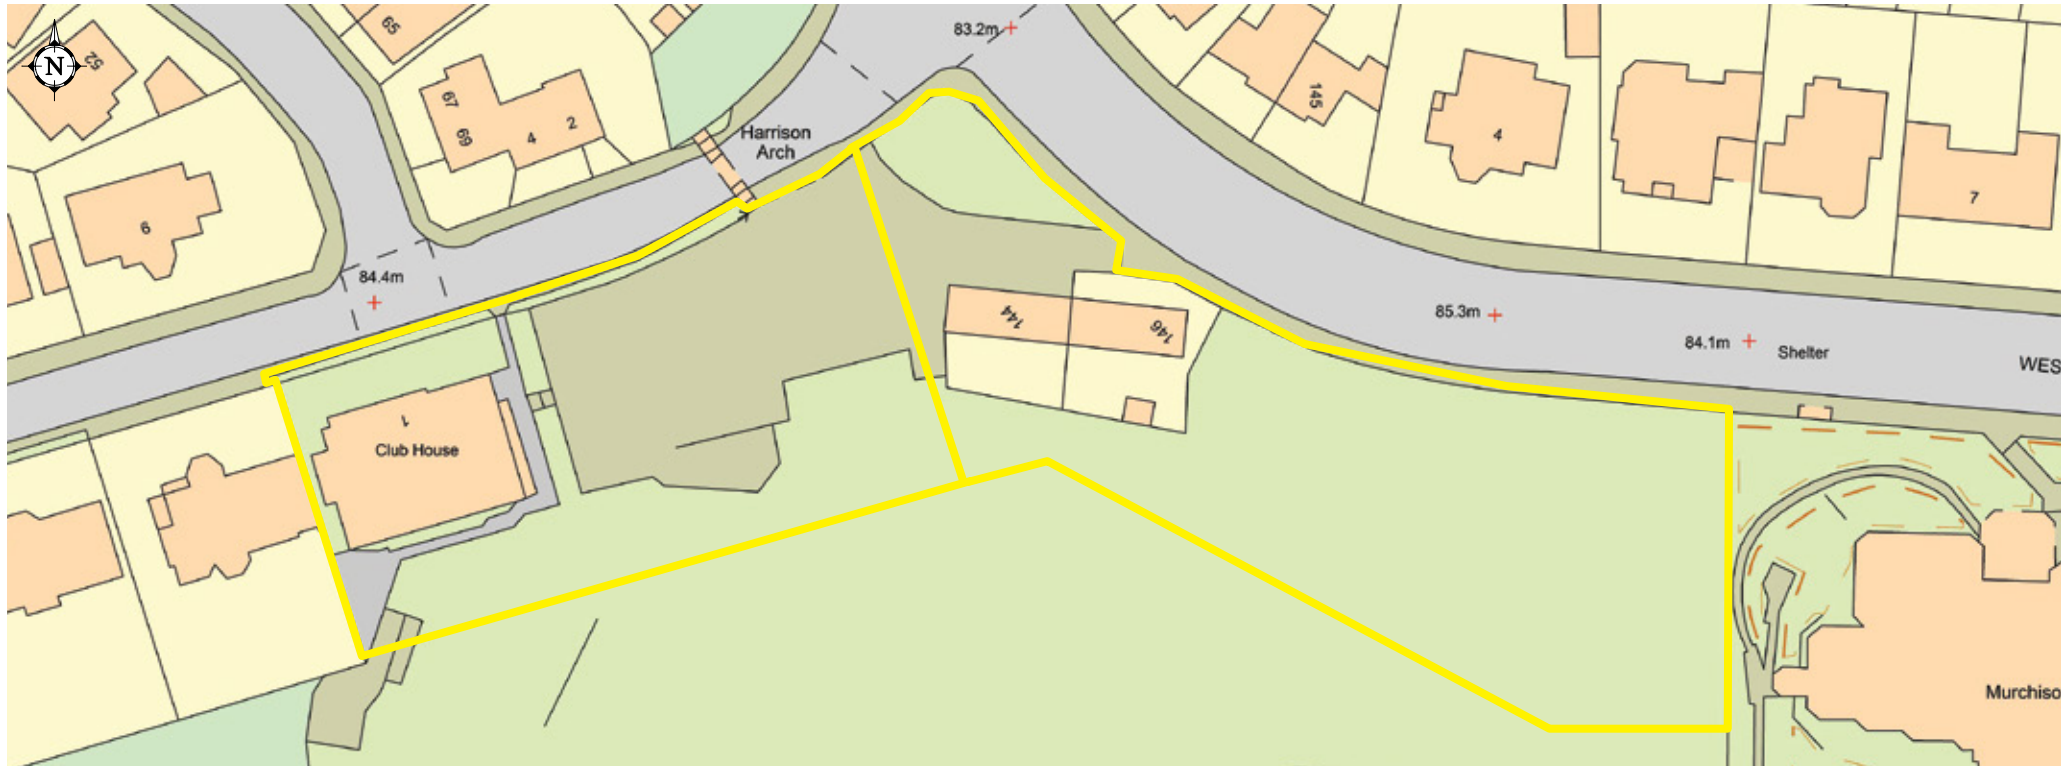 N
52
65
83.2m
67
69
4
2
Harrison
Arch
145
4
6
7
84.4m
144
146
85.3m
84.1m
Shelter
WES
1
Club House
Murchiso